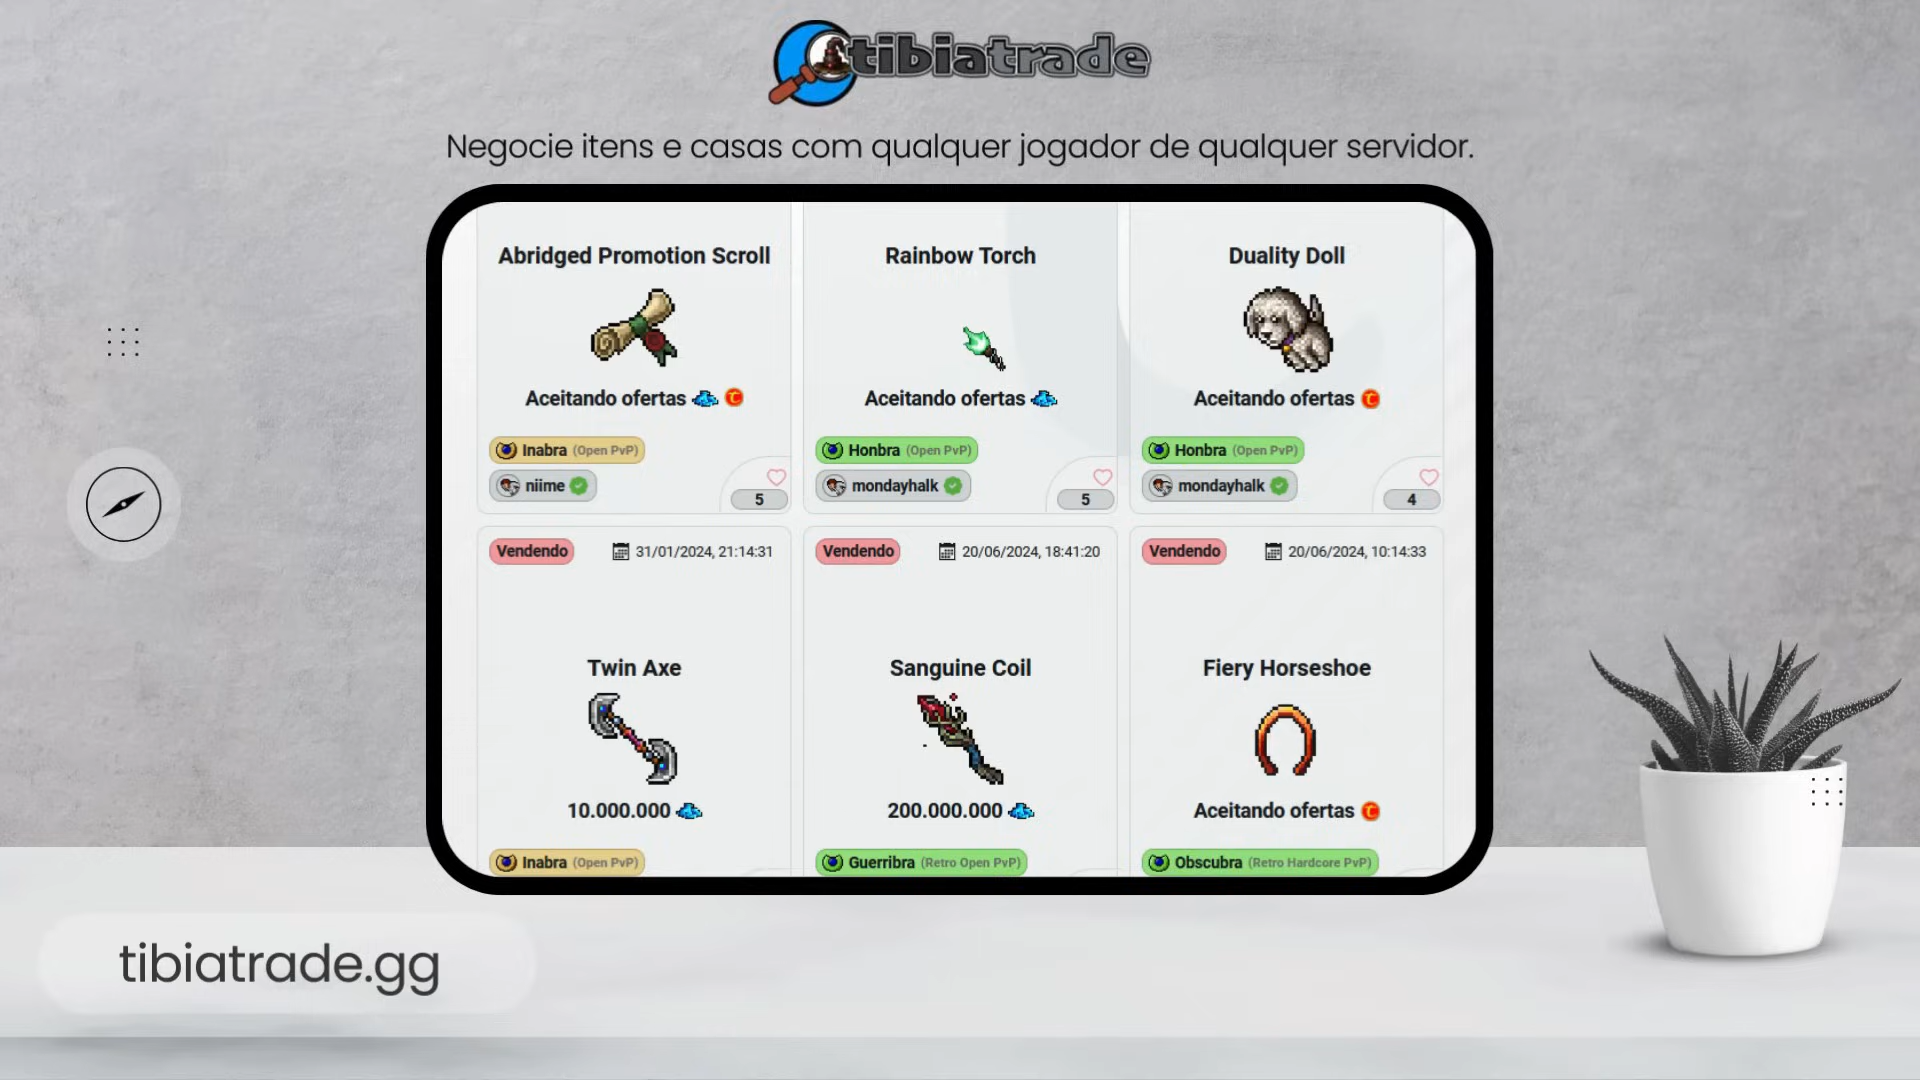 tibiatrade
Negocie itens e casas com qualquer jogador de qualquer servidor.
Abridged Promotion Scroll
Aceitando ofertas
Inabra (Open PvP)
niime
5
Rainbow Torch
Aceitando ofertas
Honbra (Open PvP)
mondayhalk
5
Duality Doll
Aceitando ofertas
Honbra (Open PvP)
mondayhalk
4
Vendendo 31/01/2024, 21:14:31
Twin Axe
10.000.000
Inabra (Open PvP)
Vendendo 20/06/2024, 18:41:20
Sanguine Coil
200.000.000
Guerribra (Retro Open PvP)
Vendendo 20/06/2024, 10:14:33
Fiery Horseshoe
Aceitando ofertas
Obscubra (Retro Hardcore PvP)
tibiatrade.gg